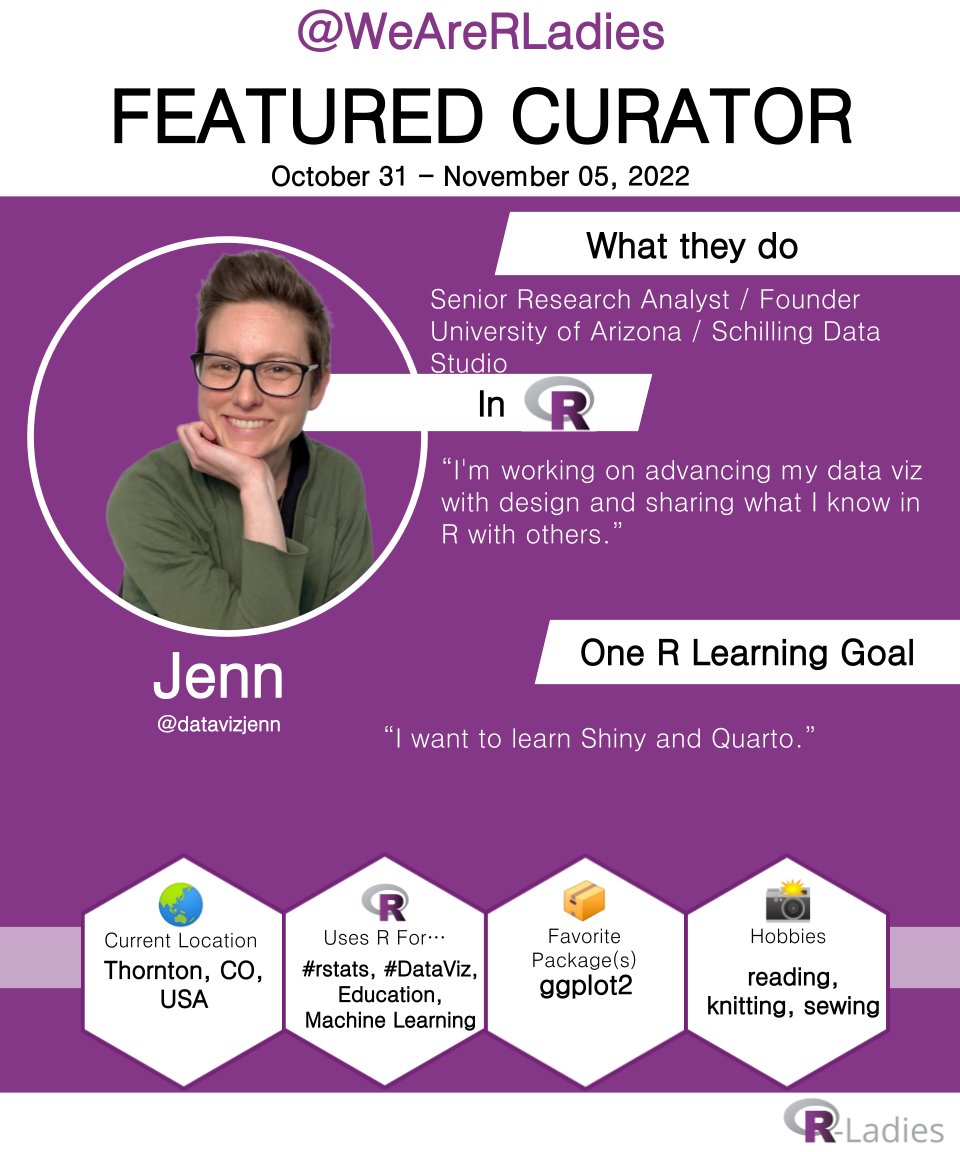 @WeAreRLadies
FEATURED CURATOR
October 31 – November 05, 2022
What they do
Senior Research Analyst / Founder
University of Arizona / Schilling Data
Studio
In R
“I'm working on advancing my data viz
with design and sharing what I know in
R with others.”
Jenn
@datavizjenn
One R Learning Goal
“I want to learn Shiny and Quarto.”
Current Location
Thornton, CO,
USA
R
Uses R For…
#rstats, #DataViz,
Education,
Machine Learning
Favorite
Package(s)
ggplot2
Hobbies
reading,
knitting, sewing
R-Ladies